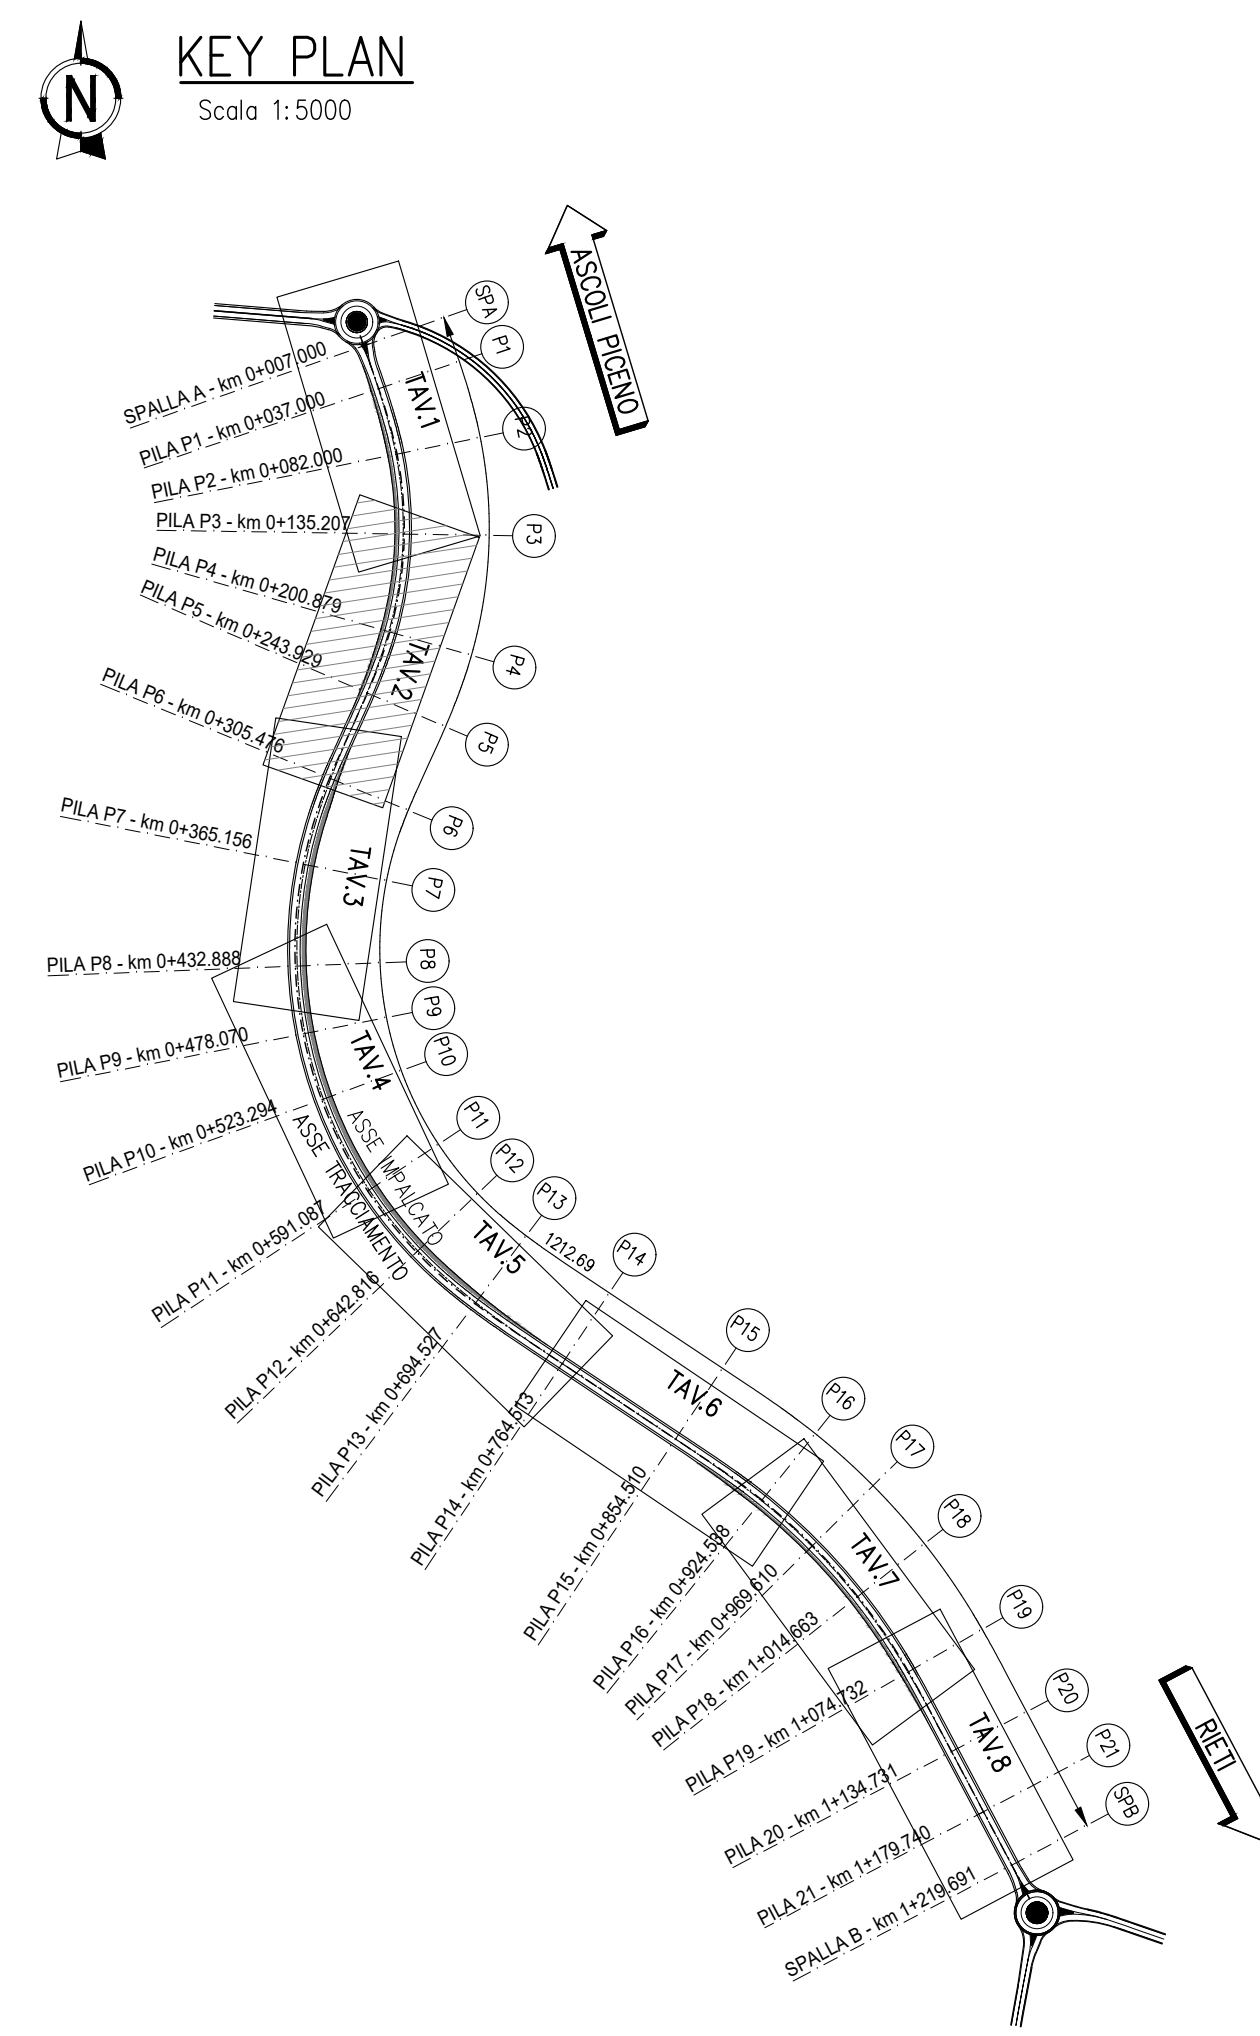 N
KEY PLAN
Scala 1:5000
ASCOLI PICENO
SPA
P1
P2
P3
P4
P5
P6
P7
P8
P9
P10
P11
P12
P13
P14
P15
P16
P17
P18
P19
P20
P21
SPB
SPALLA A - km 0+007.000
PILA P1 - km 0+037.000
PILA P2 - km 0+082.000
PILA P3 - km 0+135.207
PILA P4 - km 0+200.879
PILA P5 - km 0+243.929
PILA P6 - km 0+305.476
PILA P7 - km 0+365.156
PILA P8 - km 0+432.888
PILA P9 - km 0+478.070
PILA P10 - km 0+523.294
PILA P11 - km 0+591.087
PILA P12 - km 0+642.816
PILA P13 - km 0+694.527
PILA P14 - km 0+764.513
PILA P15 - km 0+854.510
PILA P16 - km 0+924.588
PILA P17 - km 0+969.610
PILA P18 - km 1+014.663
PILA P19 - km 1+074.732
PILA 20 - km 1+134.731
PILA 21 - km 1+179.740
SPALLA B - km 1+219.691
TAV.1
TAV.2
TAV.3
TAV.4
ASSE IMPALCATO
ASSE TRACCIAMENTO
TAV.5
1212.69
TAV.6
TAV.7
TAV.8
RIETI